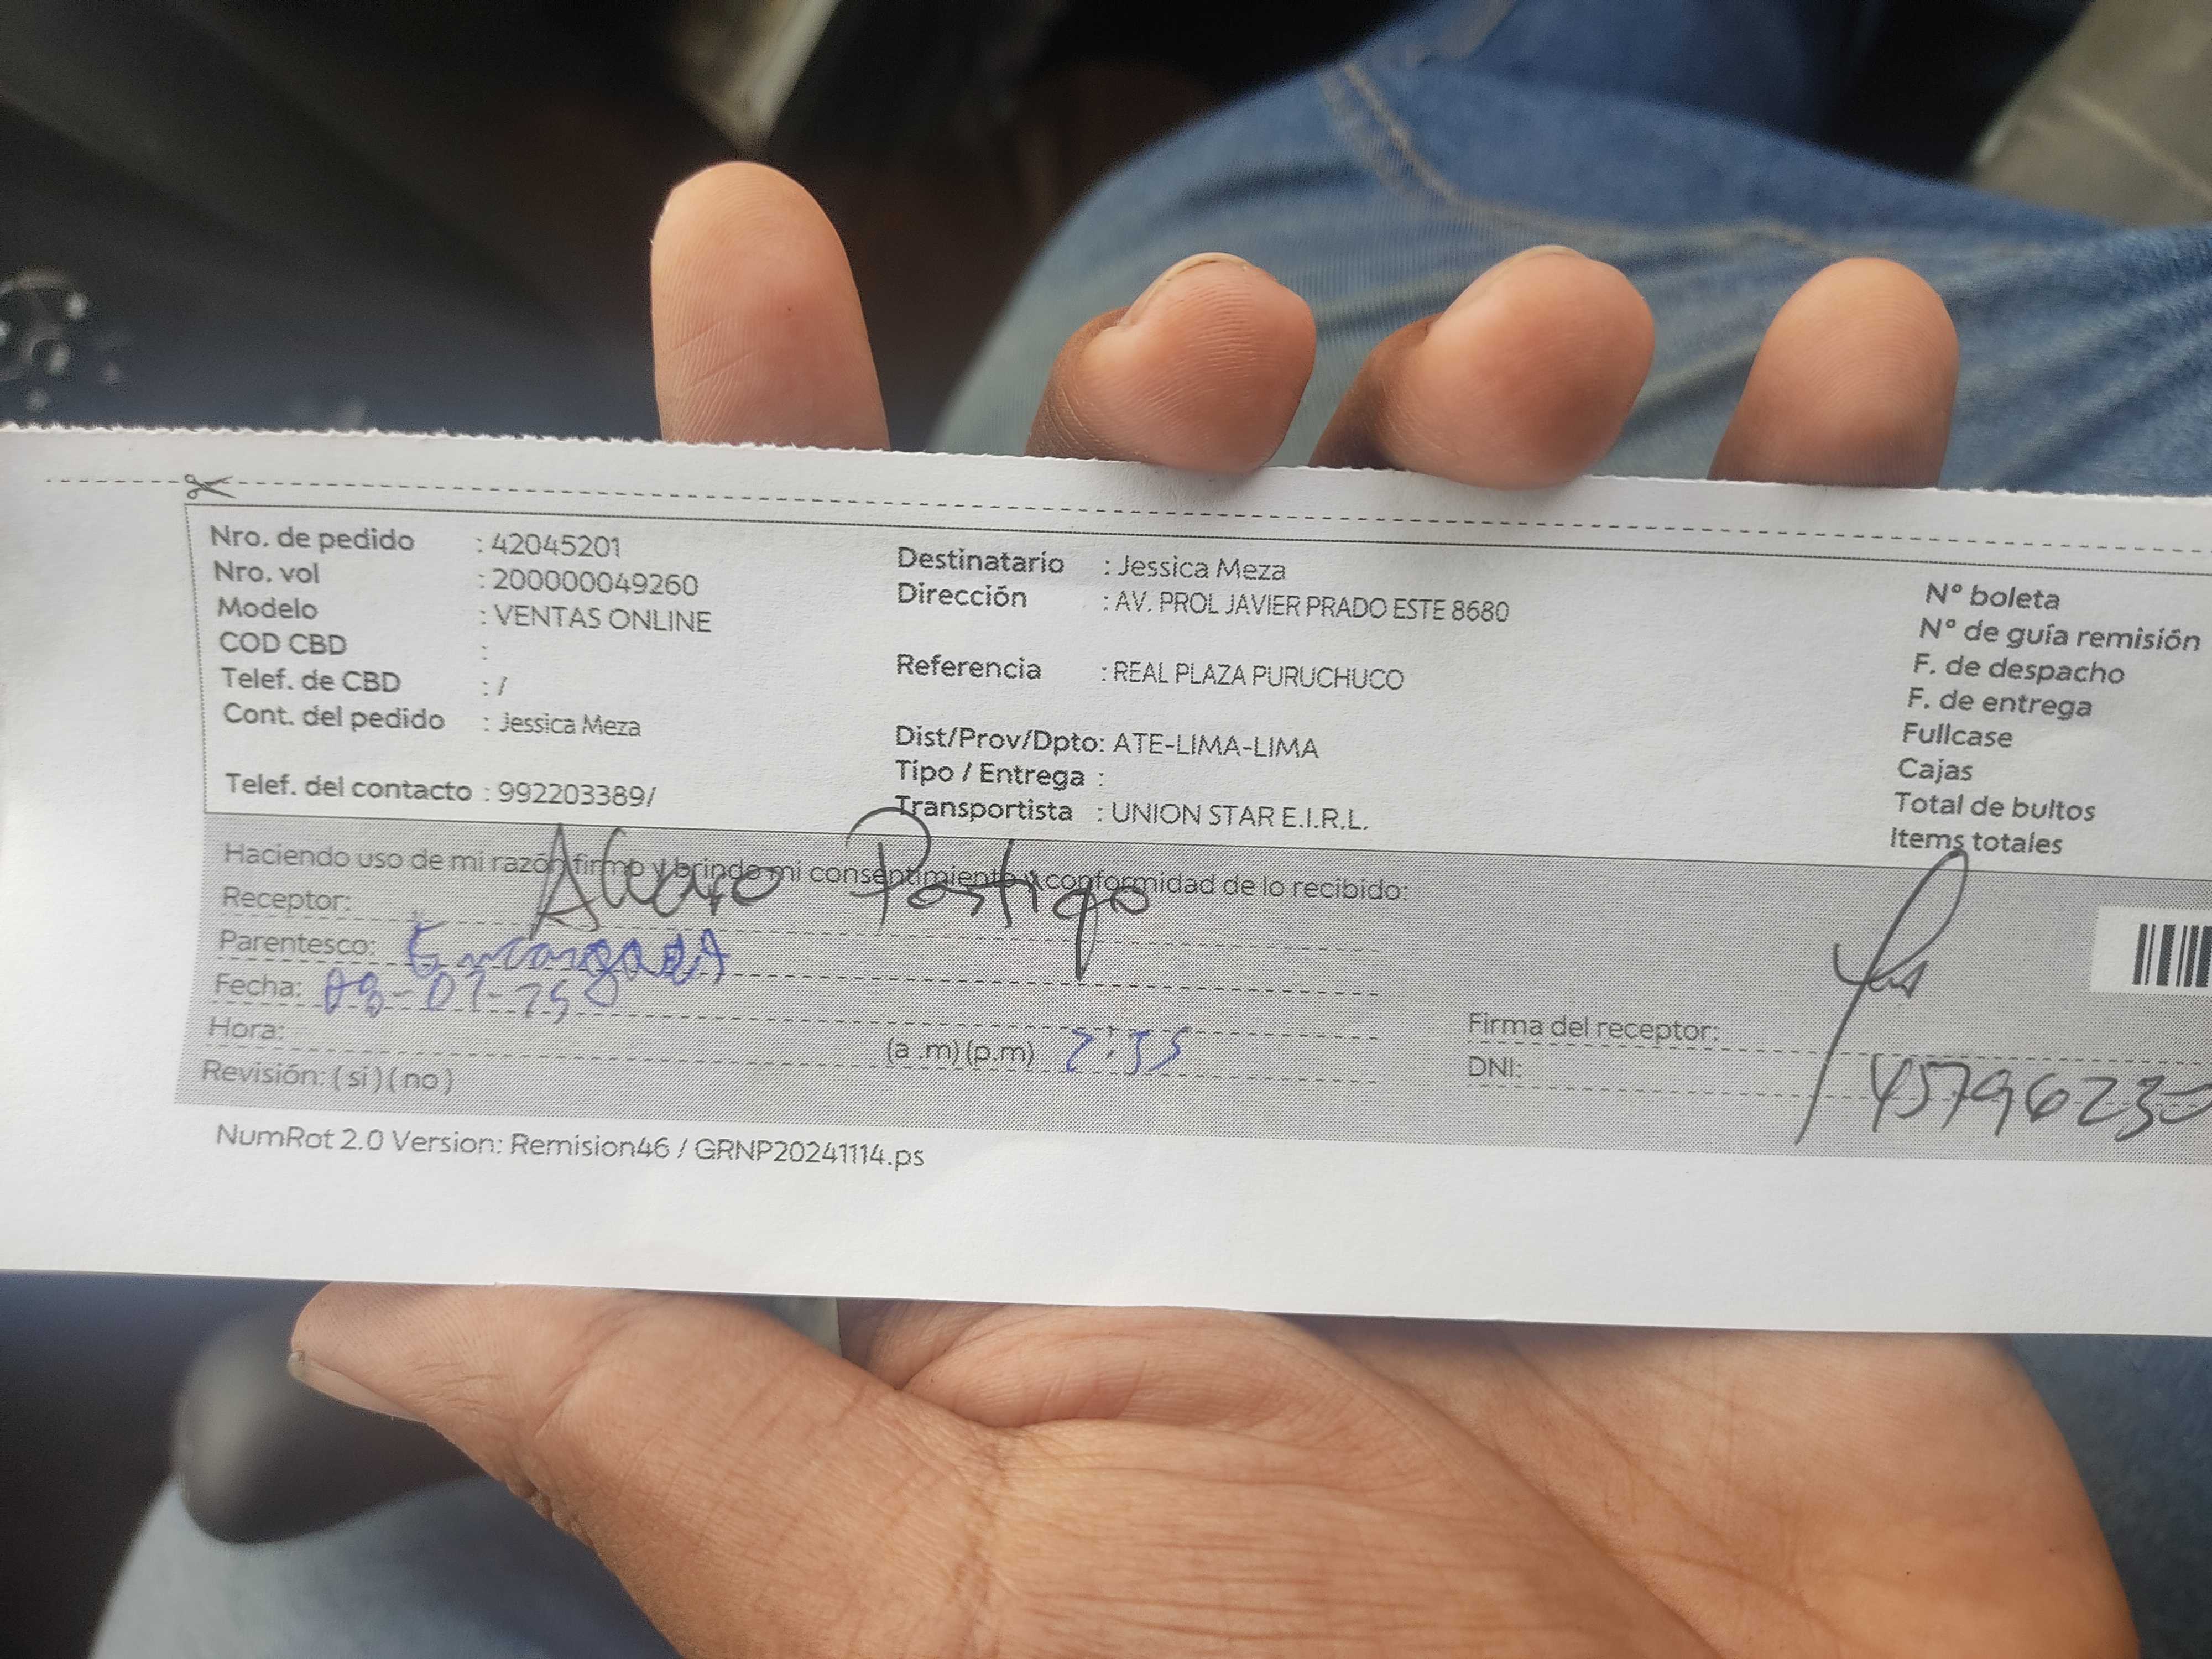 Nro. de pedido : 42045201
Nro. vol : 200000049260
Modelo : VENTAS ONLINE
COD CBD :
Telef. de CBD : /
Cont. del pedido : Jessica Meza
Telef. del contacto : 992203389/
Destinatario : Jessica Meza
Dirección : AV. PROL JAVIER PRADO ESTE 8680
Referencia : REAL PLAZA PURUCHUCO
Dist/Prov/Dpto: ATE-LIMA-LIMA
Tipo / Entrega :
Transportista : UNION STAR E.I.R.L.
N° boleta
N° de guía remisión
F. de despacho
F. de entrega
Fullcase
Cajas
Total de bultos
Items totales
Haciendo uso de mi razón firmo y brindo mi consentimiento y conformidad de lo recibido:
Receptor: Alvaro Postigo
Parentesco:
Fecha:
Hora: (a .m)(p.m)
Revisión: (si)(no)
Firma del receptor:
DNI: 45796230
NumRot 2.0 Version: Remision46 / GRNP20241114.ps